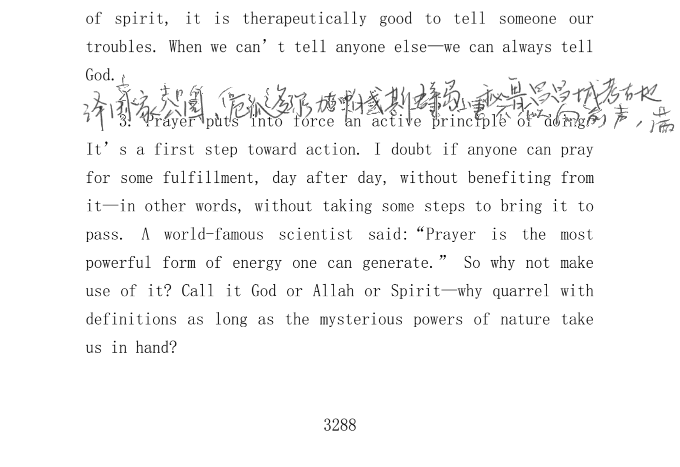 of spirit, it is therapeutically good to tell someone our
troubles. When we can't tell anyone else—we can always tell
God.
泽国家公園
3. Prayer puts into force an active principle of doing.
It's a first step toward action. I doubt if anyone can pray
for some fulfillment, day after day, without benefiting from
it—in other words, without taking some steps to bring it to
pass. A world-famous scientist said:“Prayer is the most
powerful form of energy one can generate.” So why not make
use of it? Call it God or Allah or Spirit—why quarrel with
definitions as long as the mysterious powers of nature take
us in hand?
3288